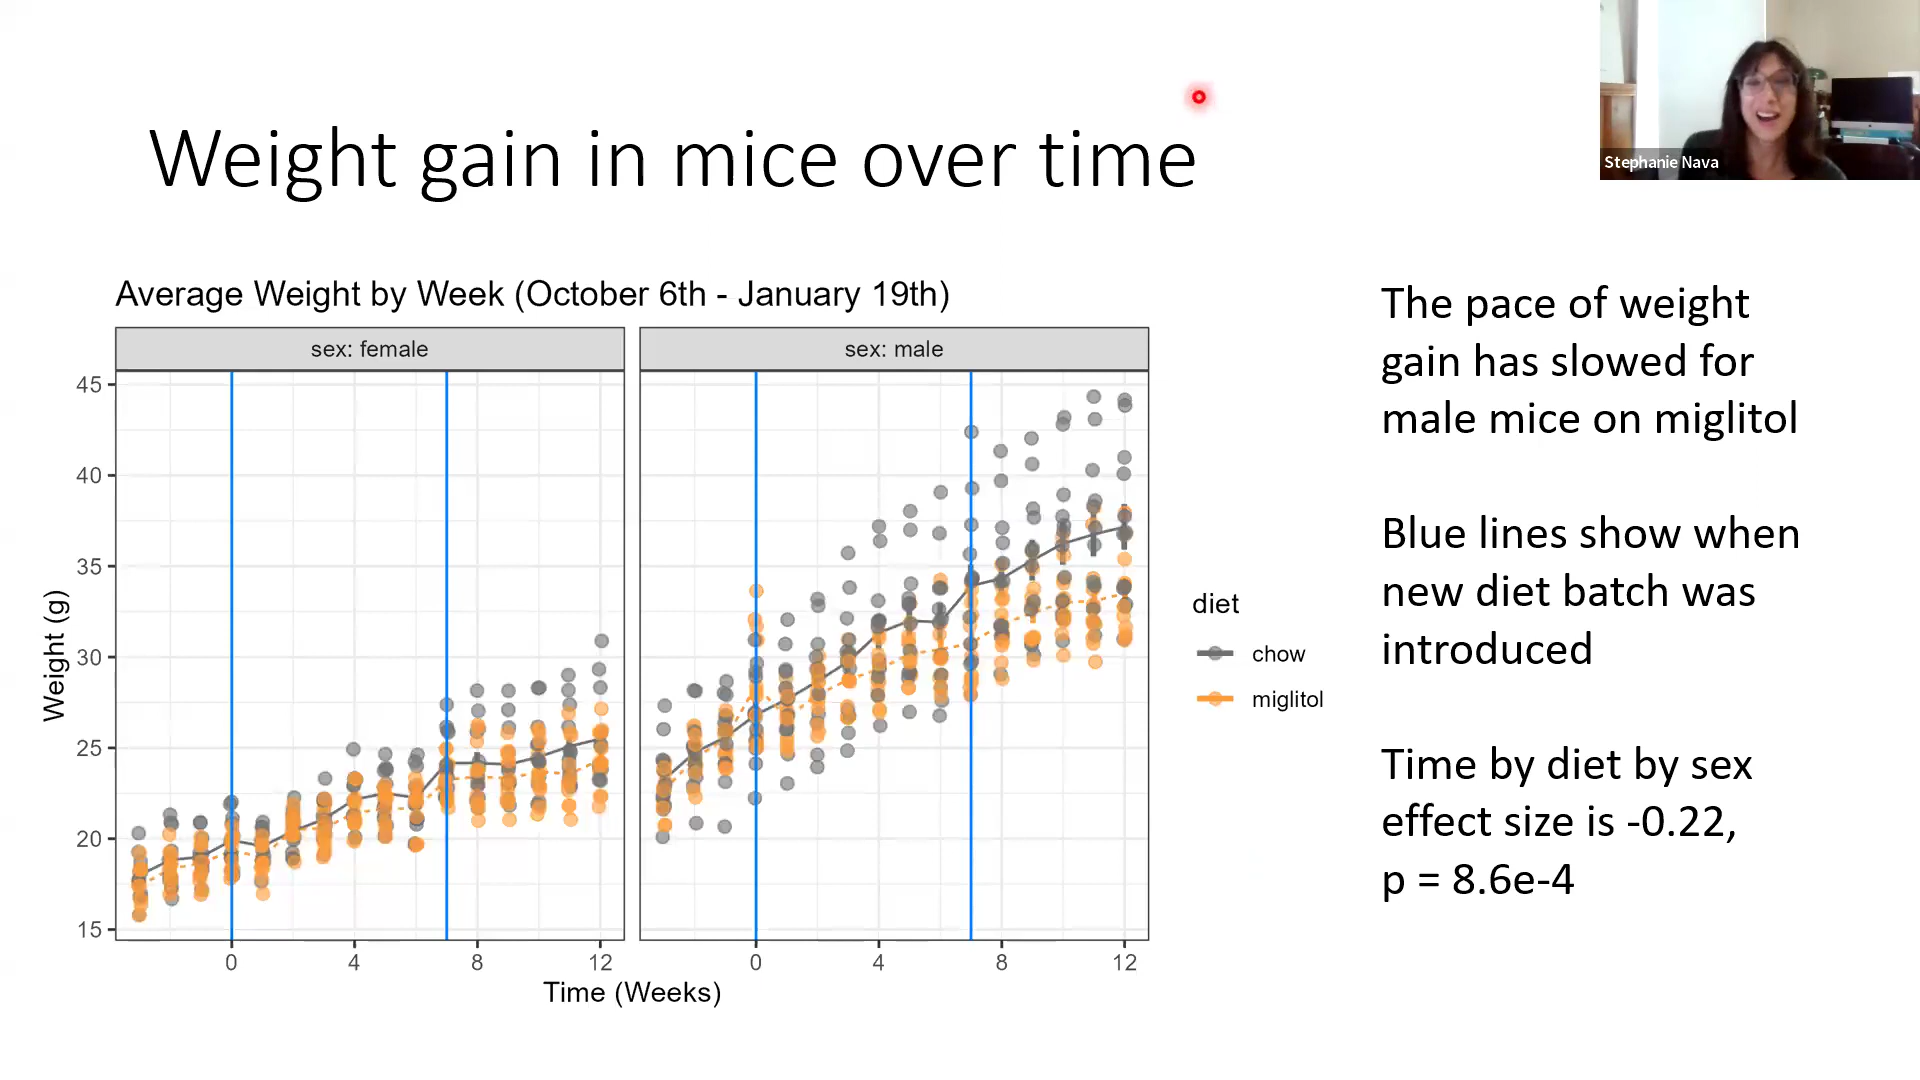 Weight gain in mice over time
Stephanie Nava
Average Weight by Week (October 6th - January 19th)
sex: female
sex: male
45
40
35
30
25
20
15
Weight (g)
0
4
8
12
0
4
8
12
Time (Weeks)
diet
chow
miglitol
The pace of weight
gain has slowed for
male mice on miglitol
Blue lines show when
new diet batch was
introduced
Time by diet by sex
effect size is -0.22,
p = 8.6e-4